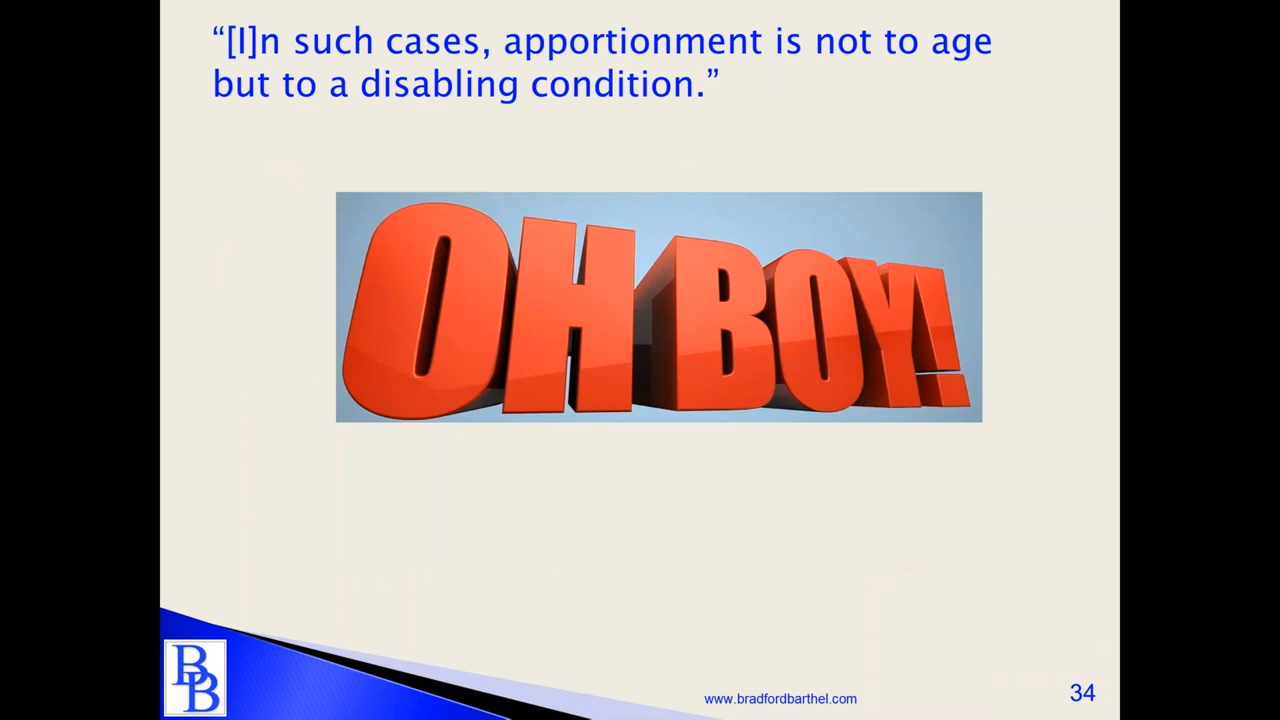 “[I]n such cases, apportionment is not to age
but to a disabling condition.”
OH BOY!
BB
www.bradfordbarthel.com
34